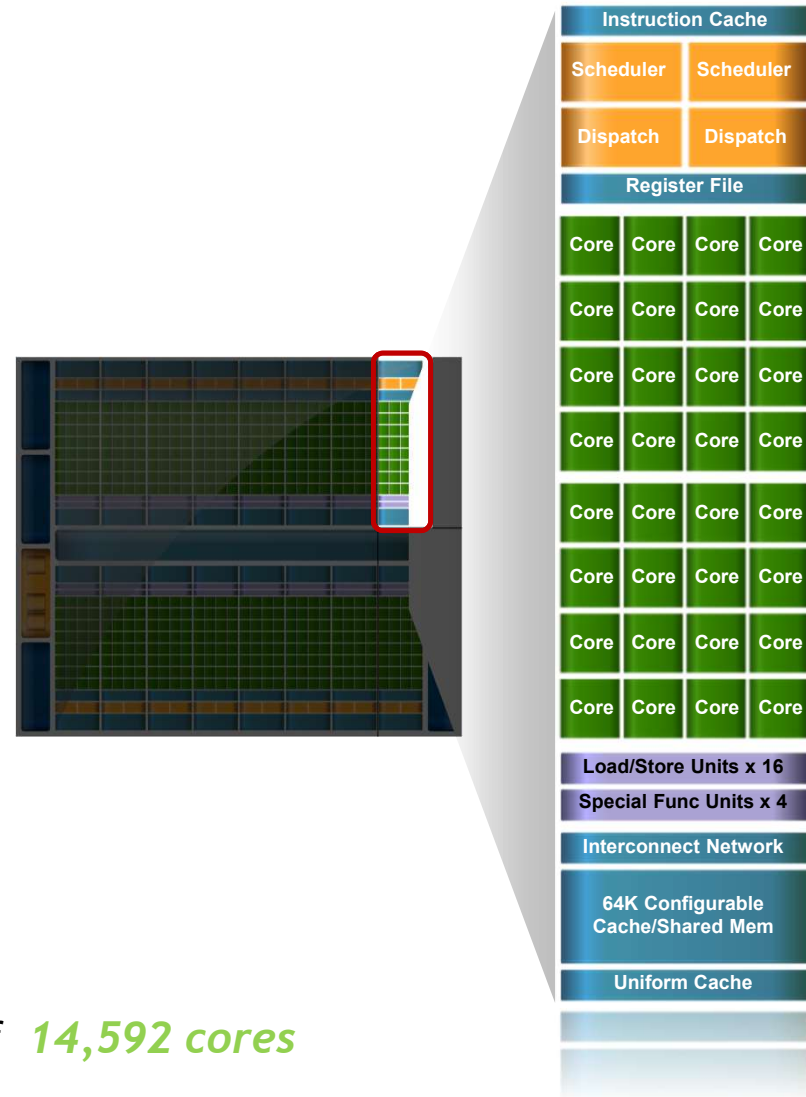 Instruction Cache
Scheduler Scheduler
Dispatch Dispatch
Register File
Core Core Core Core
Core Core Core Core
Core Core Core Core
Core Core Core Core
Core Core Core Core
Core Core Core Core
Core Core Core Core
Core Core Core Core
Load/Store Units x 16
Special Func Units x 4
Interconnect Network
64K Configurable
Cache/Shared Mem
Uniform Cache
14,592 cores